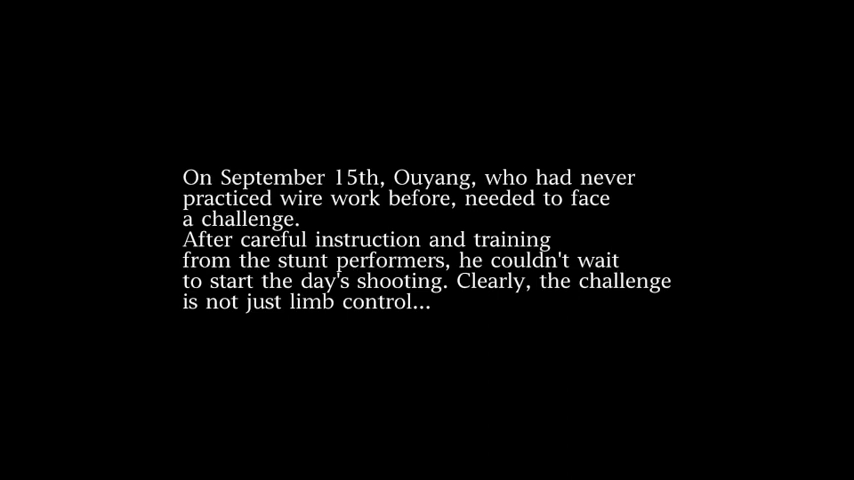 On September 15th, Ouyang, who had never
practiced wire work before, needed to face
a challenge.
After careful instruction and training
from the stunt performers, he couldn't wait
to start the day's shooting. Clearly, the challenge
is not just limb control...